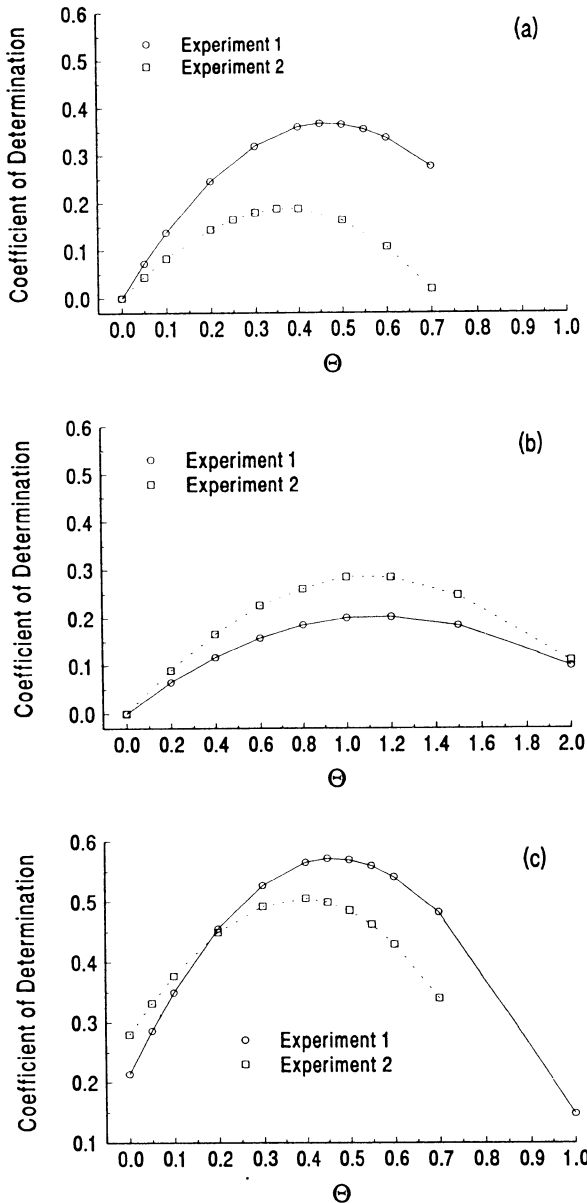 (a)
Experiment 1
Experiment 2
Coefficient of Determination
0.6
0.5
0.4
0.3
0.2
0.1
0.0
0.0 0.1 0.2 0.3 0.4 0.5 0.6 0.7 0.8 0.9 1.0
Θ
(b)
Experiment 1
Experiment 2
Coefficient of Determination
0.6
0.5
0.4
0.3
0.2
0.1
0.0
0.0 0.2 0.4 0.6 0.8 1.0 1.2 1.4 1.6 1.8 2.0
Θ
(c)
Experiment 1
Experiment 2
Coefficient of Determination
0.6
0.5
0.4
0.3
0.2
0.1
0.0 0.1 0.2 0.3 0.4 0.5 0.6 0.7 0.8 0.9 1.0
Θ